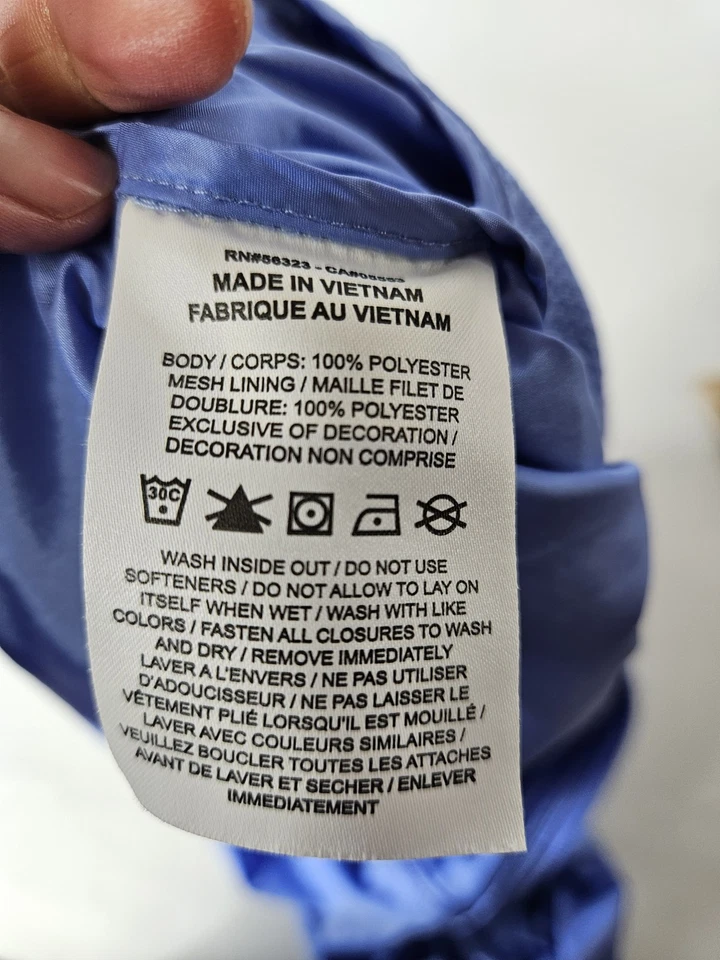 RN#56323 -
MADE IN VIETNAM
FABRIQUE AU VIETNAM
BODY / CORPS: 100% POLYESTER
MESH LINING / MAILLE FILET DE
DOUBLURE: 100% POLYESTER
EXCLUSIVE OF DECORATION /
DECORATION NON COMPRISE
30C
WASH INSIDE OUT / DO NOT USE
SOFTENERS / DO NOT ALLOW TO LAY ON
ITSELF WHEN WET / WASH WITH LIKE
COLORS / FASTEN ALL CLOSURES TO WASH
AND DRY / REMOVE IMMEDIATELY
LAVER A L'ENVERS / NE PAS UTILISER
D'ADOUCISSEUR / NE PAS LAISSER LE
VÊTEMENT PLIÉ LORSQU'IL EST MOUILLÉ /
LAVER AVEC COULEURS SIMILAIRES /
VEUILLEZ BOUCLER TOUTES LES ATTACHES
AVANT DE LAVER ET SECHER / ENLEVER
IMMEDIATEMENT